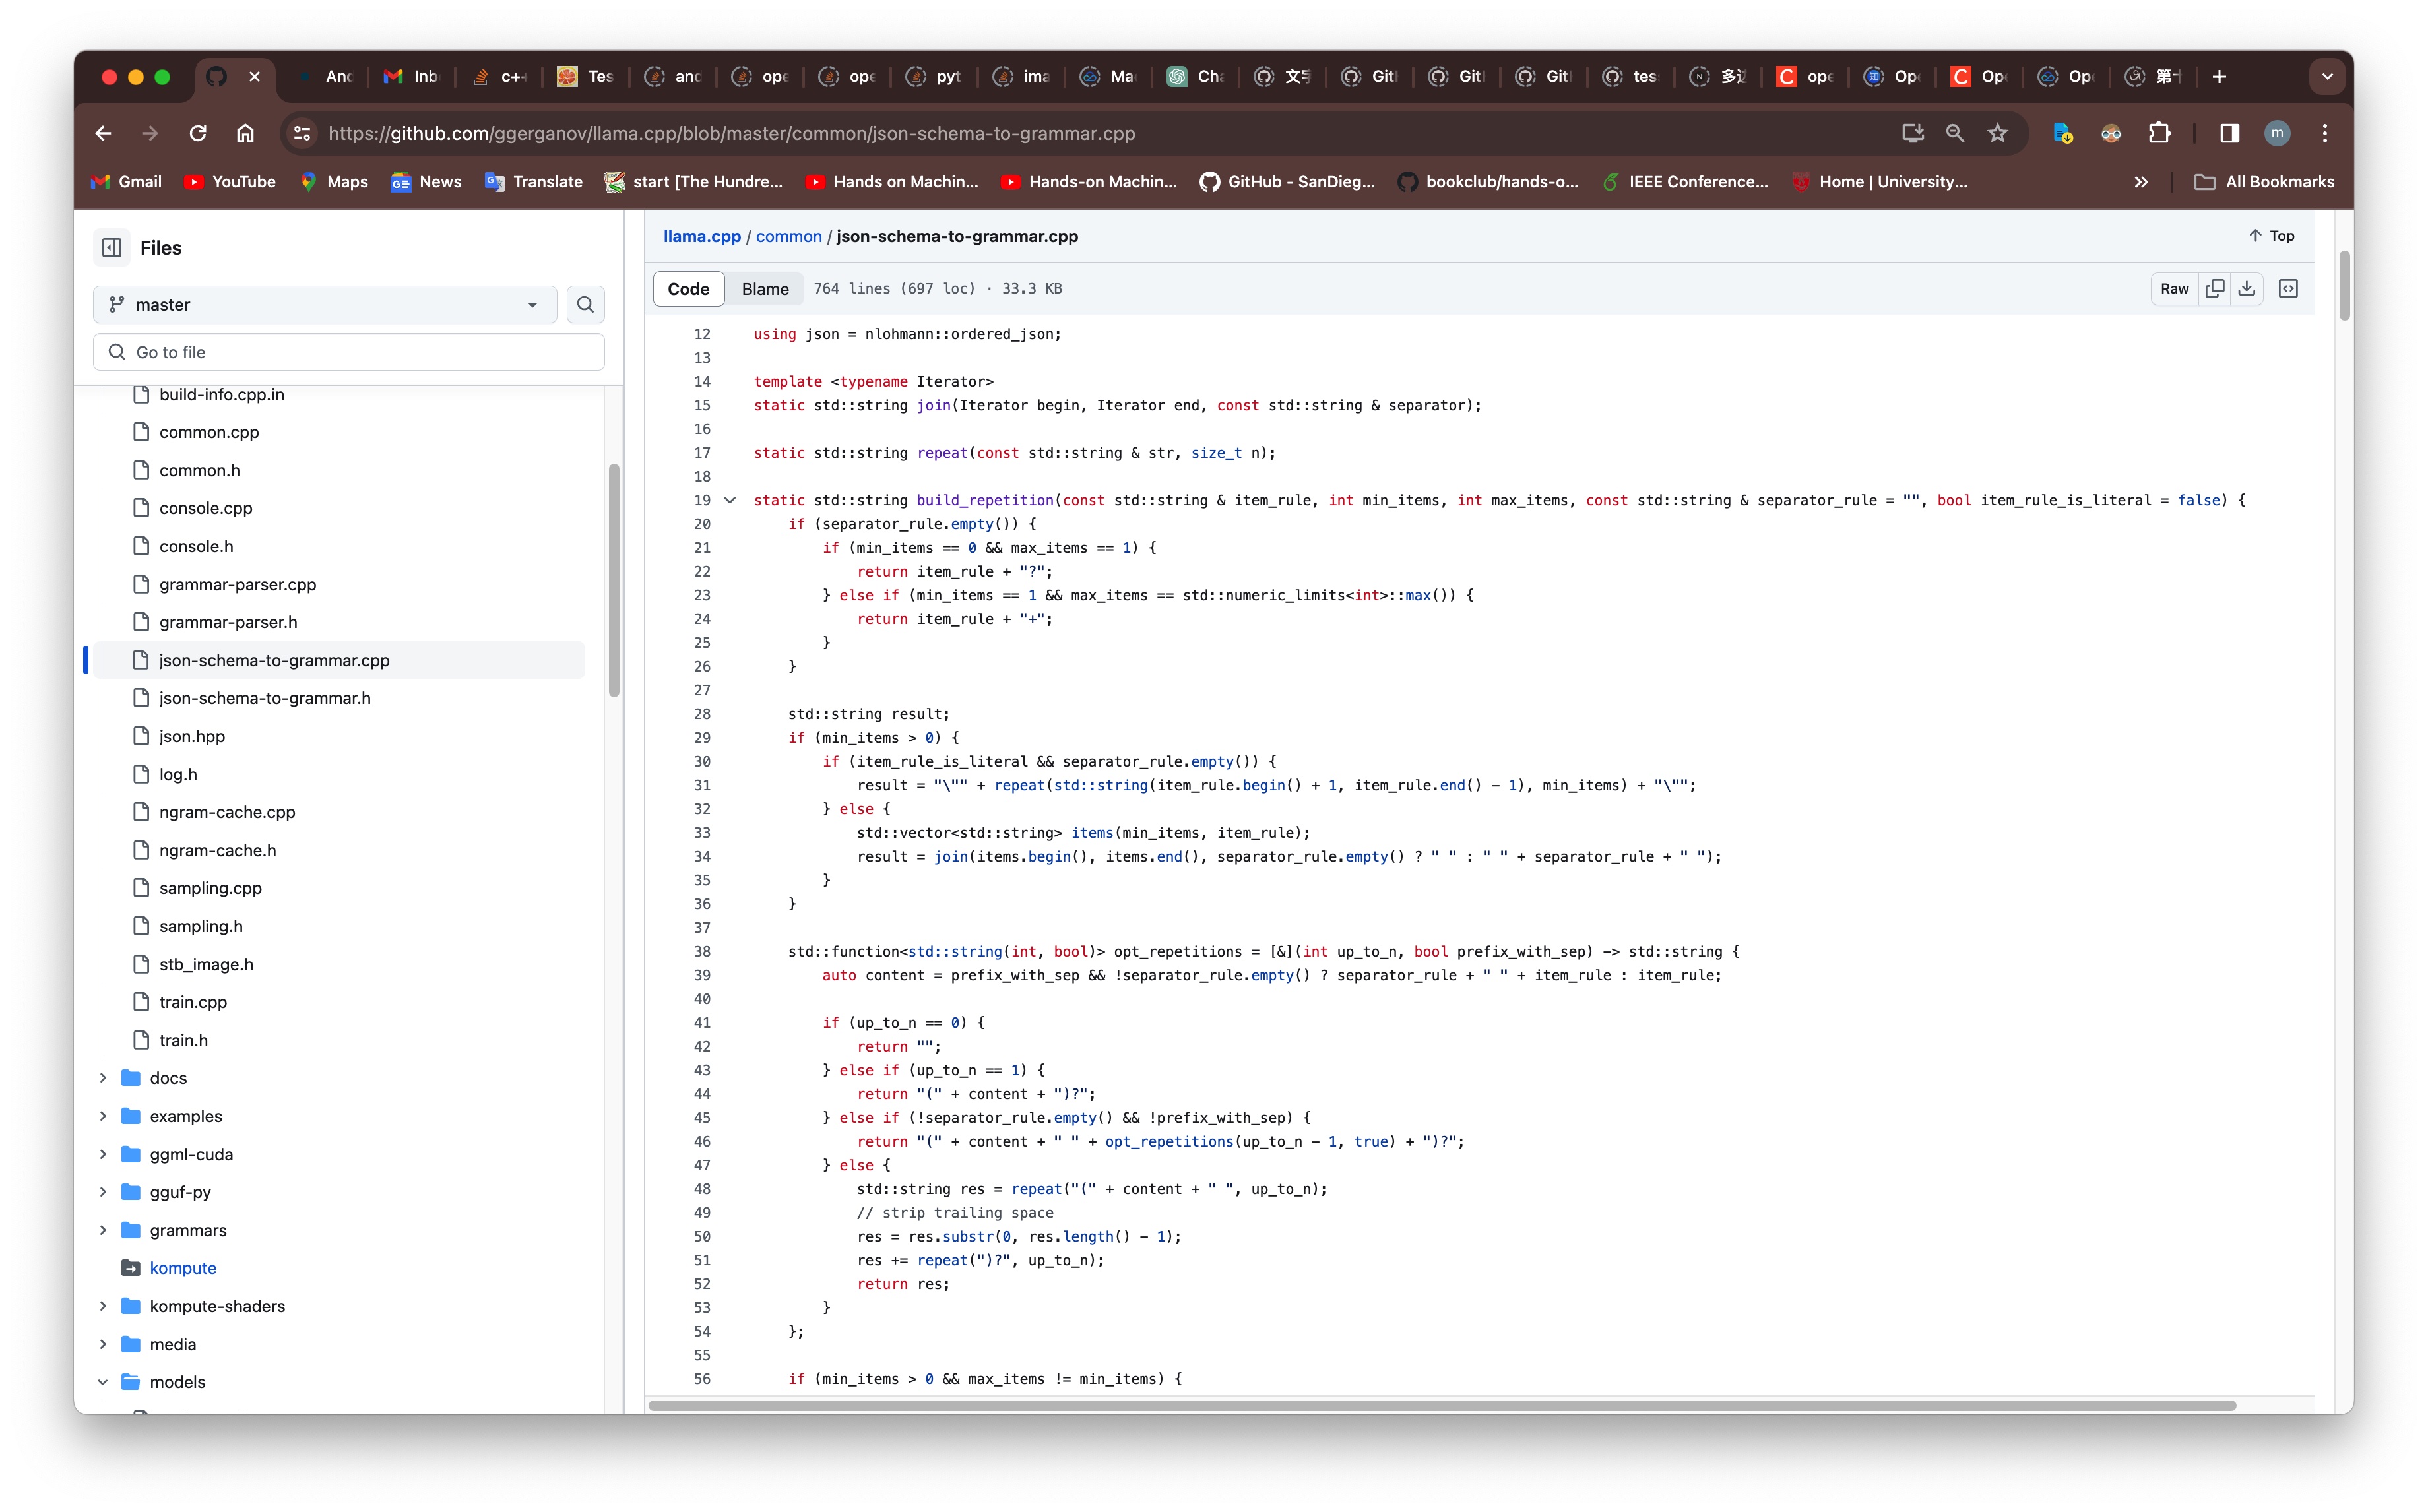 And
Inb
c++
Tes
and
ope
ope
pyt
ima
Ma
Cha
文字
Git
Git
Git
tes
多边
ope
Ope
Op
Ope
第十
https://github.com/ggerganov/llama.cpp/blob/master/common/json-schema-to-grammar.cpp
m
Gmail
YouTube
Maps
News
Translate
start [The Hundre...
Hands on Machin...
Hands-on Machin...
GitHub - SanDieg...
bookclub/hands-o...
IEEE Conference...
Home | University...
All Bookmarks
Files
master
Go to file
build-info.cpp.in
common.cpp
common.h
console.cpp
console.h
grammar-parser.cpp
grammar-parser.h
json-schema-to-grammar.cpp
json-schema-to-grammar.h
json.hpp
log.h
ngram-cache.cpp
ngram-cache.h
sampling.cpp
sampling.h
stb_image.h
train.cpp
train.h
docs
examples
ggml-cuda
gguf-py
grammars
kompute
kompute-shaders
media
models
llama.cpp / common / json-schema-to-grammar.cpp
Top
Code Blame 764 lines (697 loc) · 33.3 KB
Raw
12 using json = nlohmann::ordered_json;
13
14 template <typename Iterator>
15 static std::string join(Iterator begin, Iterator end, const std::string & separator);
16
17 static std::string repeat(const std::string & str, size_t n);
18
19 static std::string build_repetition(const std::string & item_rule, int min_items, int max_items, const std::string & separator_rule = "", bool item_rule_is_literal = false) {
20 if (separator_rule.empty()) {
21 if (min_items == 0 && max_items == 1) {
22 return item_rule + "?";
23 } else if (min_items == 1 && max_items == std::numeric_limits<int>::max()) {
24 return item_rule + "+";
25 }
26 }
27
28 std::string result;
29 if (min_items > 0) {
30 if (item_rule_is_literal && separator_rule.empty()) {
31 result = "\"" + repeat(std::string(item_rule.begin() + 1, item_rule.end() - 1), min_items) + "\"";
32 } else {
33 std::vector<std::string> items(min_items, item_rule);
34 result = join(items.begin(), items.end(), separator_rule.empty() ? " " : " " + separator_rule + " ");
35 }
36 }
37
38 std::function<std::string(int, bool)> opt_repetitions = [&](int up_to_n, bool prefix_with_sep) -> std::string {
39 auto content = prefix_with_sep && !separator_rule.empty() ? separator_rule + " " + item_rule : item_rule;
40
41 if (up_to_n == 0) {
42 return "";
43 } else if (up_to_n == 1) {
44 return "(" + content + ")?";
45 } else if (!separator_rule.empty() && !prefix_with_sep) {
46 return "(" + content + " " + opt_repetitions(up_to_n - 1, true) + ")?";
47 } else {
48 std::string res = repeat("(" + content + " ", up_to_n);
49 // strip trailing space
50 res = res.substr(0, res.length() - 1);
51 res += repeat(")?", up_to_n);
52 return res;
53 }
54 };
55
56 if (min_items > 0 && max_items != min_items) {